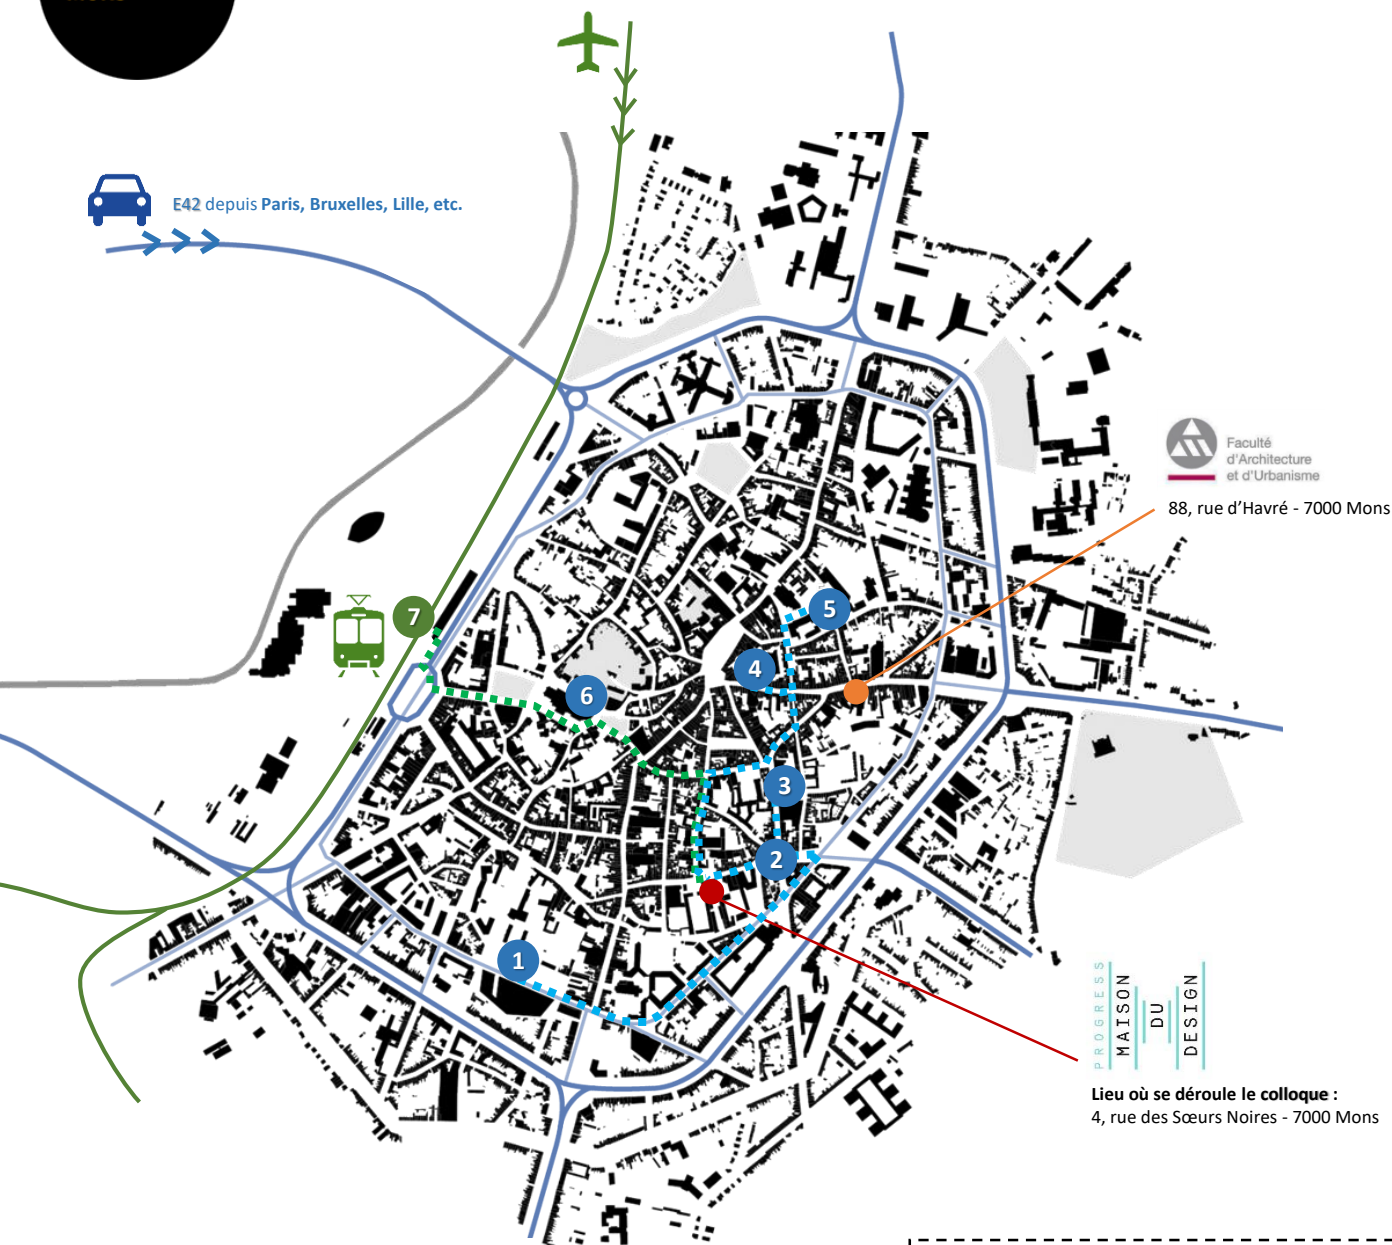 E42 depuis Paris, Bruxelles, Lille, etc.
Faculté
d'Architecture
et d'Urbanisme
88, rue d'Havré - 7000 Mons
5
7
4
6
3
2
1
PROGRESS
MAISON
DU
DESIGN
Lieu où se déroule le colloque :
4, rue des Sœurs Noires - 7000 Mons